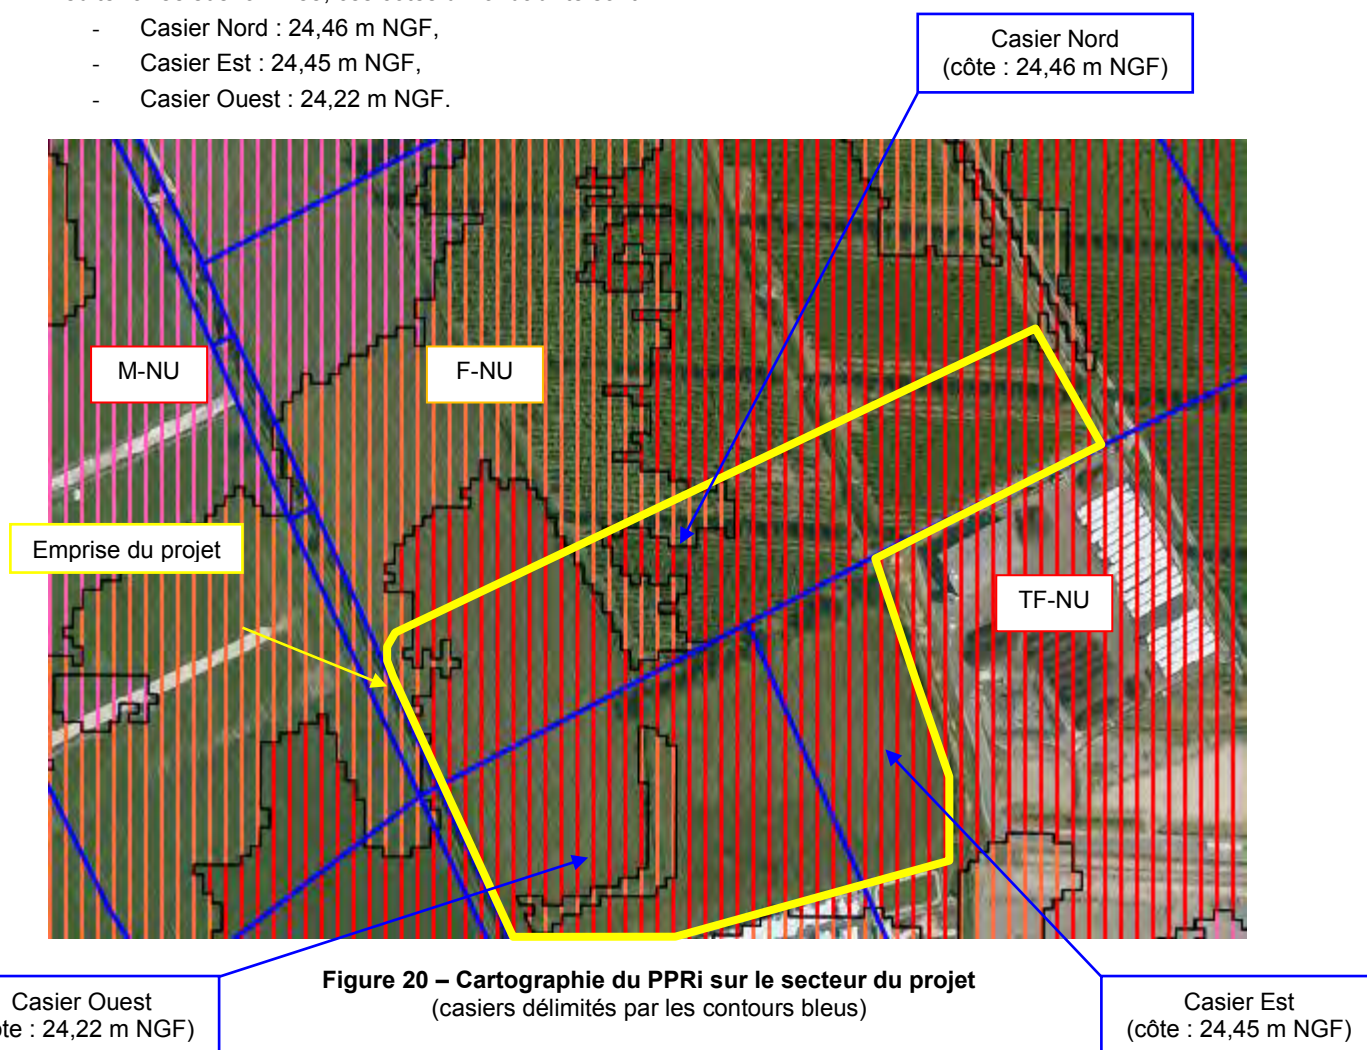 - Casier Nord : 24,46 m NGF,
- Casier Est : 24,45 m NGF,
- Casier Ouest : 24,22 m NGF.
Casier Nord
(côte : 24,46 m NGF)
M-NU
F-NU
Emprise du projet
TF-NU
Figure 20 – Cartographie du PPRi sur le secteur du projet
(casiers délimités par les contours bleus)
Casier Ouest
: 24,22 m NGF)
Casier Est
(côte : 24,45 m NGF)